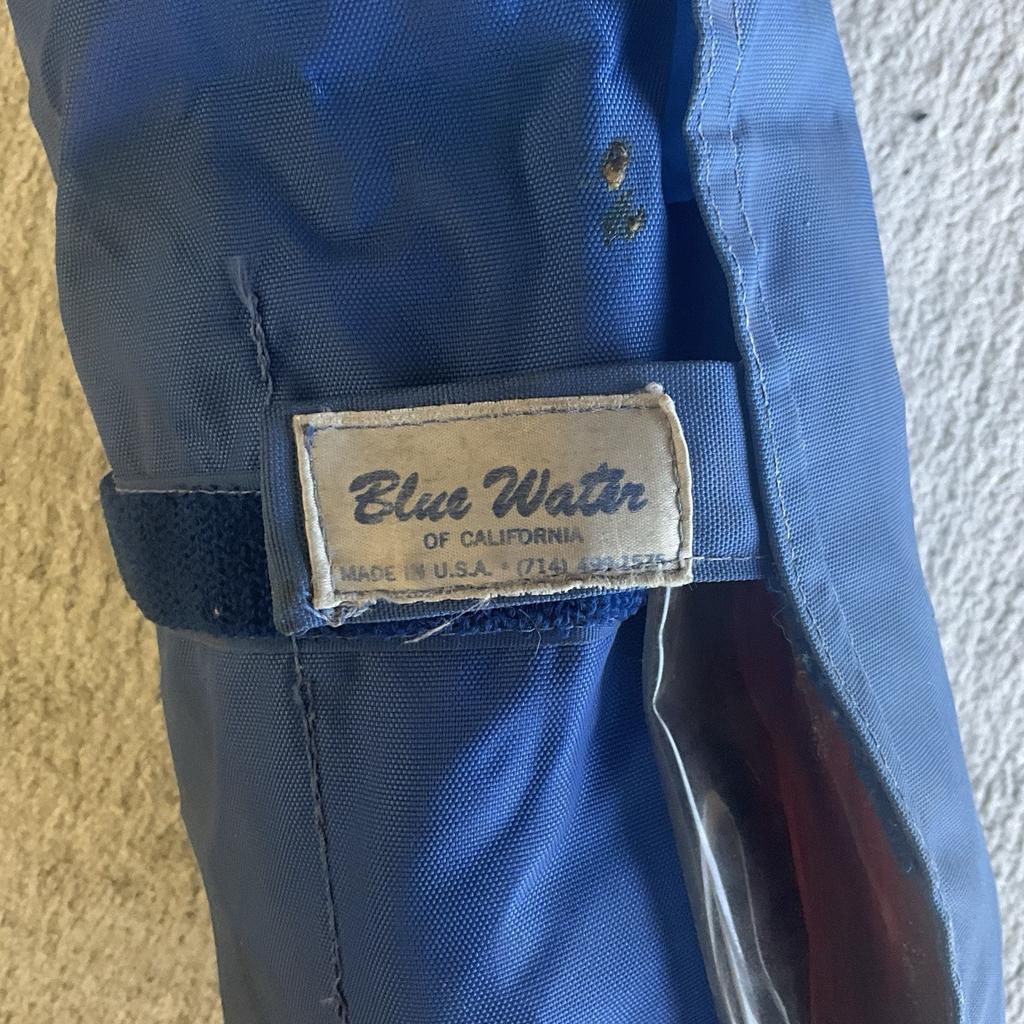 Blue Water
OF CALIFORNIA
MADE IN U.S.A. • (714)